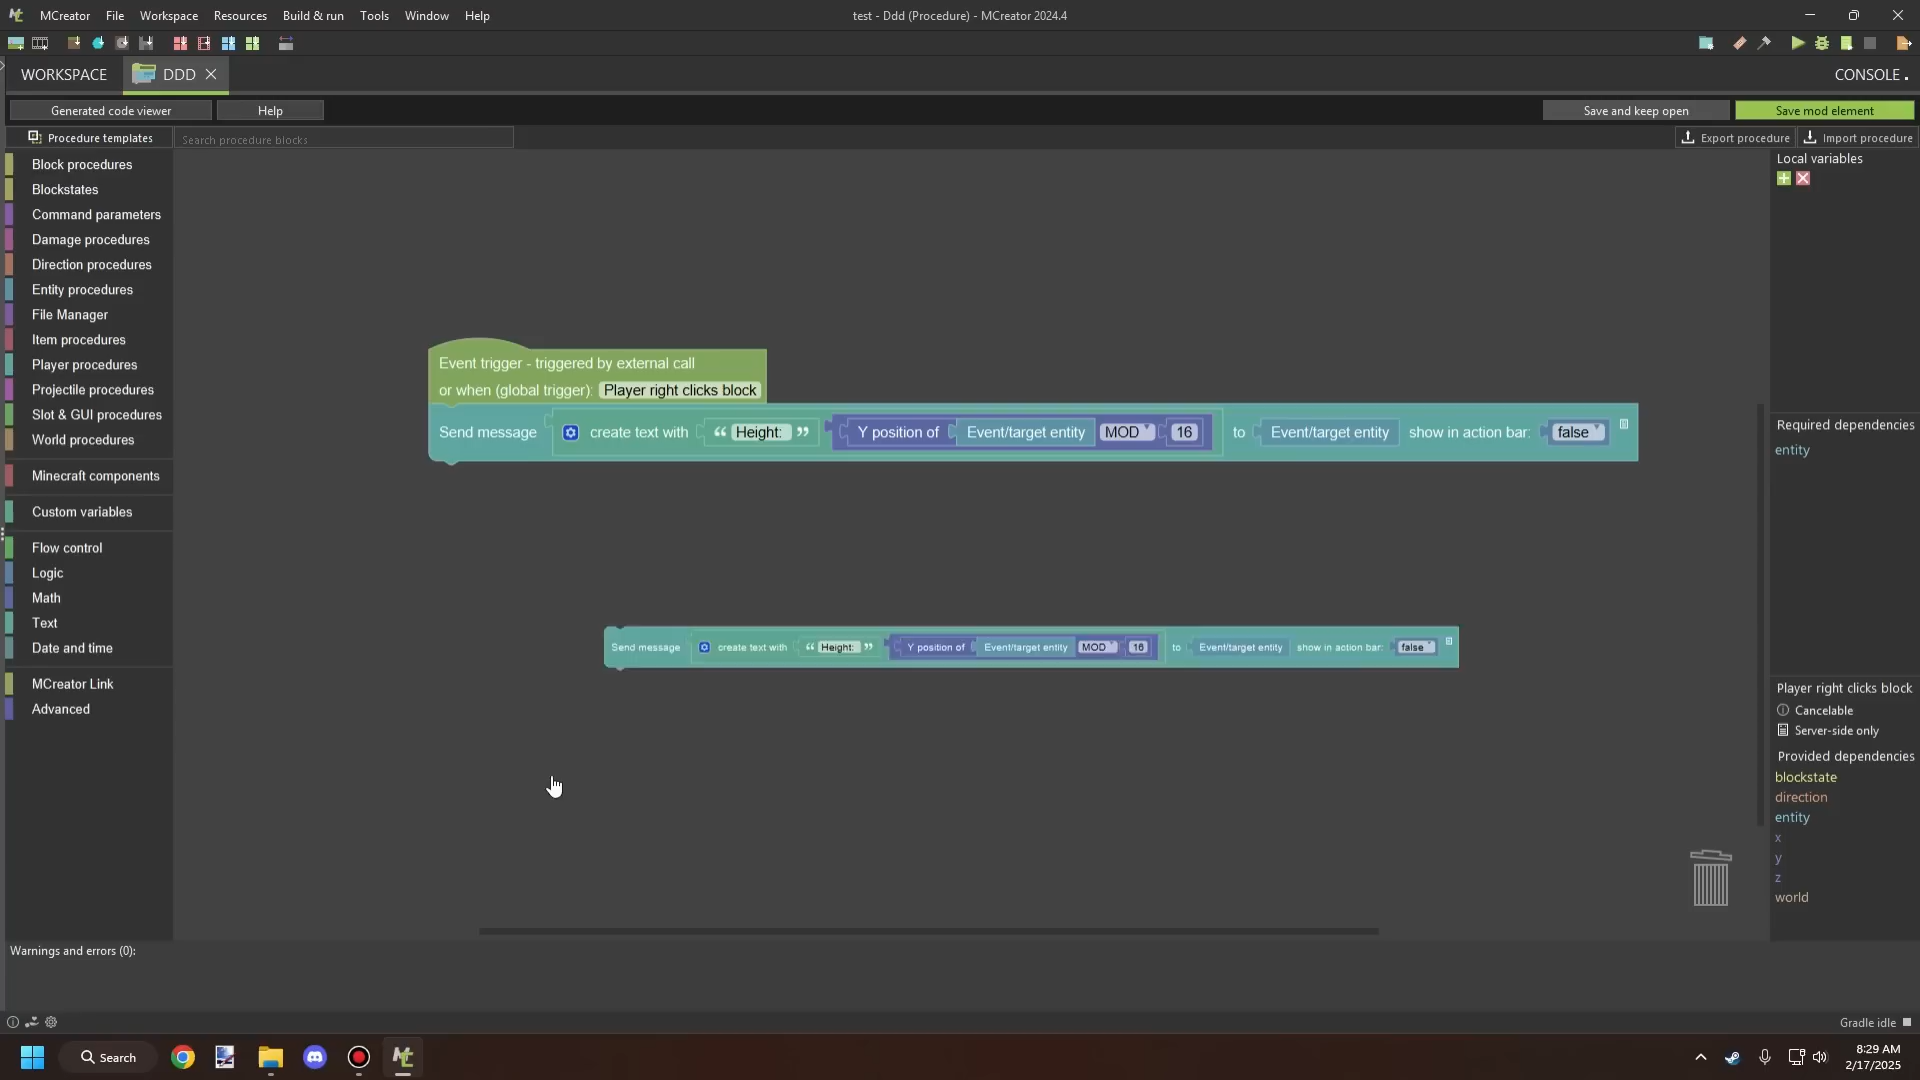 MCreator File Workspace Resources Build & run Tools Window Help
test - Ddd (Procedure) - MCreator 2024.4
WORKSPACE
DDD
CONSOLE
Generated code viewer
Help
Save and keep open
Save mod element
Procedure templates
Search procedure blocks
Export procedure
Import procedure
Block procedures
Blockstates
Command parameters
Damage procedures
Direction procedures
Entity procedures
File Manager
Item procedures
Player procedures
Projectile procedures
Slot & GUI procedures
World procedures
Minecraft components
Custom variables
Flow control
Logic
Math
Text
Date and time
MCreator Link
Advanced
Event trigger - triggered by external call
or when (global trigger): Player right clicks block
Send message create text with “ Height: ” Y position of Event/target entity MOD 16 to Event/target entity show in action bar: false
Send message create text with “ Height: ” Y position of Event/target entity MOD 16 to Event/target entity show in action bar: false
Local variables
Required dependencies
entity
Player right clicks block
Cancelable
Server-side only
Provided dependencies
blockstate
direction
entity
x
y
z
world
Warnings and errors (0):
Gradle idle
Search
8:29 AM
2/17/2025